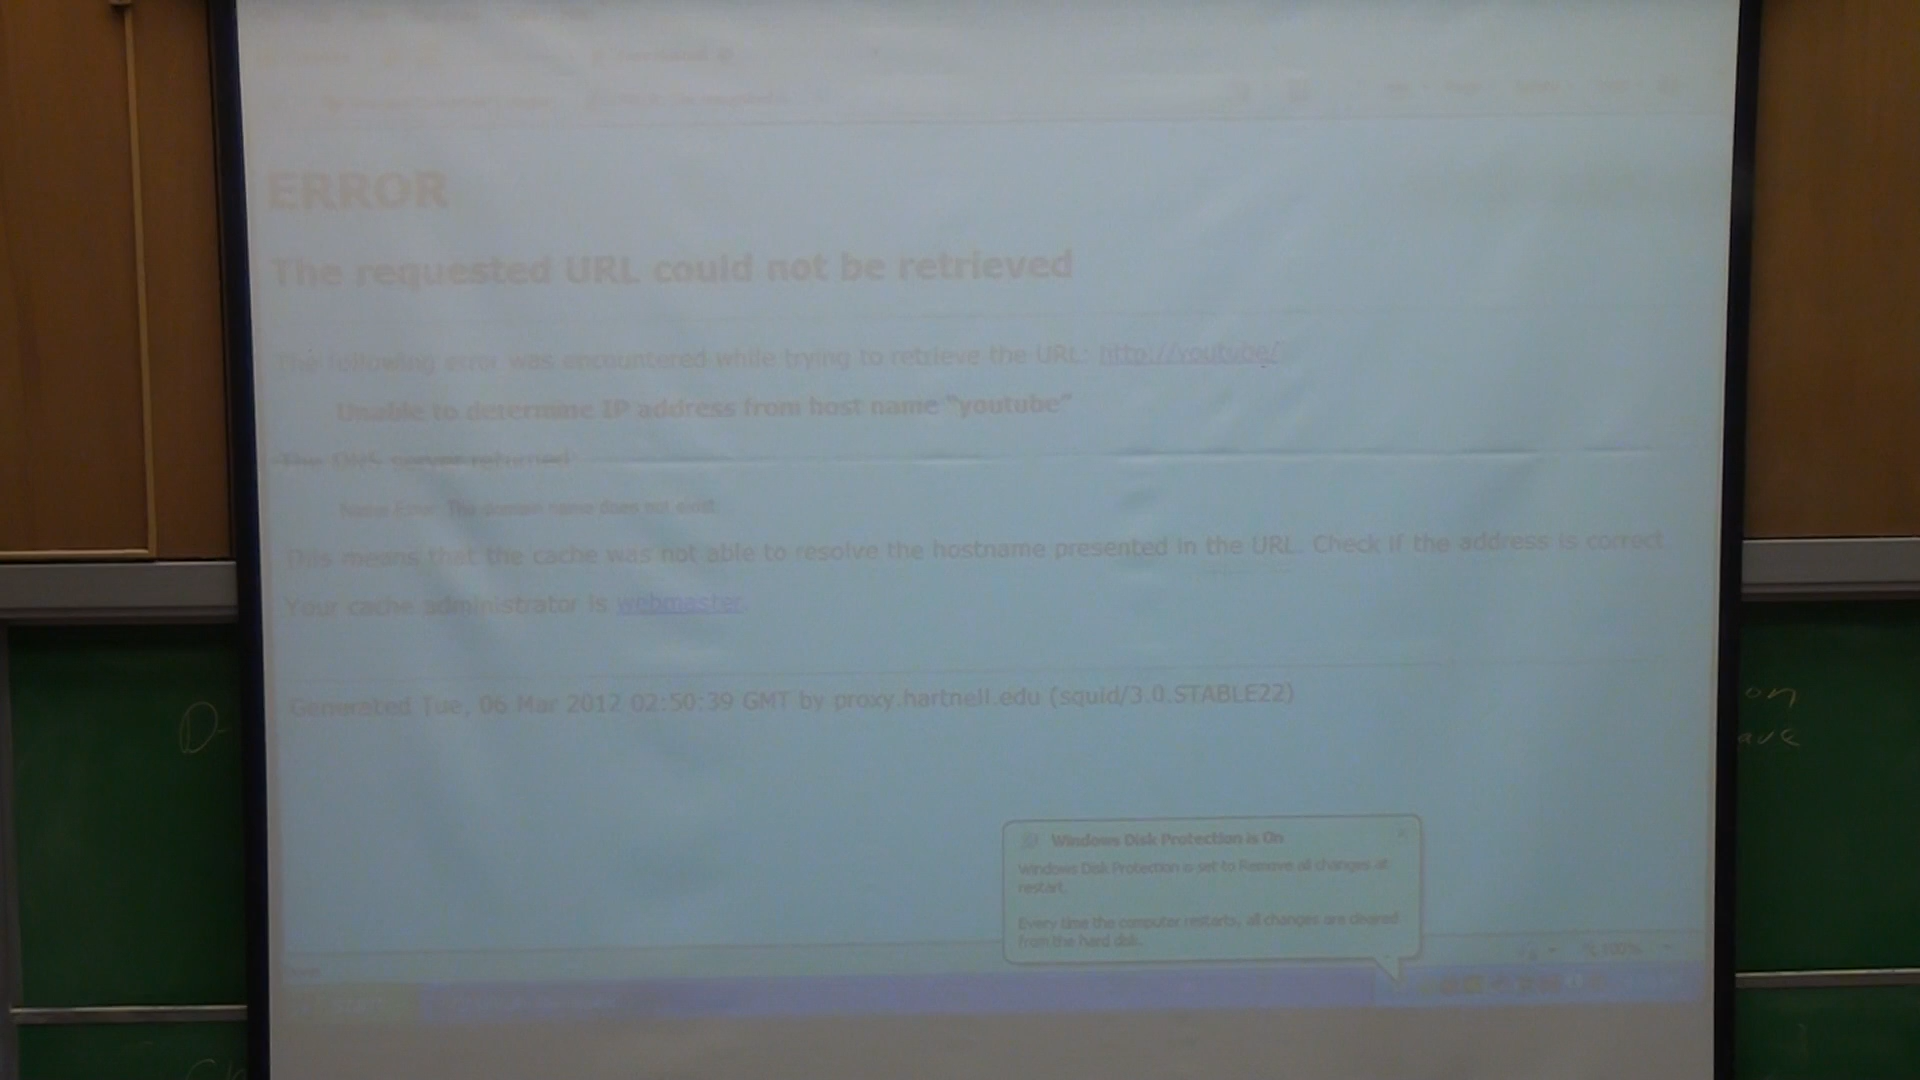 ERROR
The requested URL could not be retrieved
The following error was encountered while trying to retrieve the URL: http://youtube/
Unable to determine IP address from host name "youtube"
The DNS server returned:
Name Error: The domain name does not exist.
This means that the cache was not able to resolve the hostname presented in the URL. Check if the address is correct
Your cache administrator is webmaster.
Generated Tue, 06 Mar 2012 02:50:39 GMT by proxy.hartnell.edu (squid/3.0.STABLE22)
D-
on
ave
Windows Disk Protection is On
Windows Disk Protection is set to Remove all changes at
restart.
Every time the computer restarts, all changes are cleared
from the hard disk.
100%
Done
start